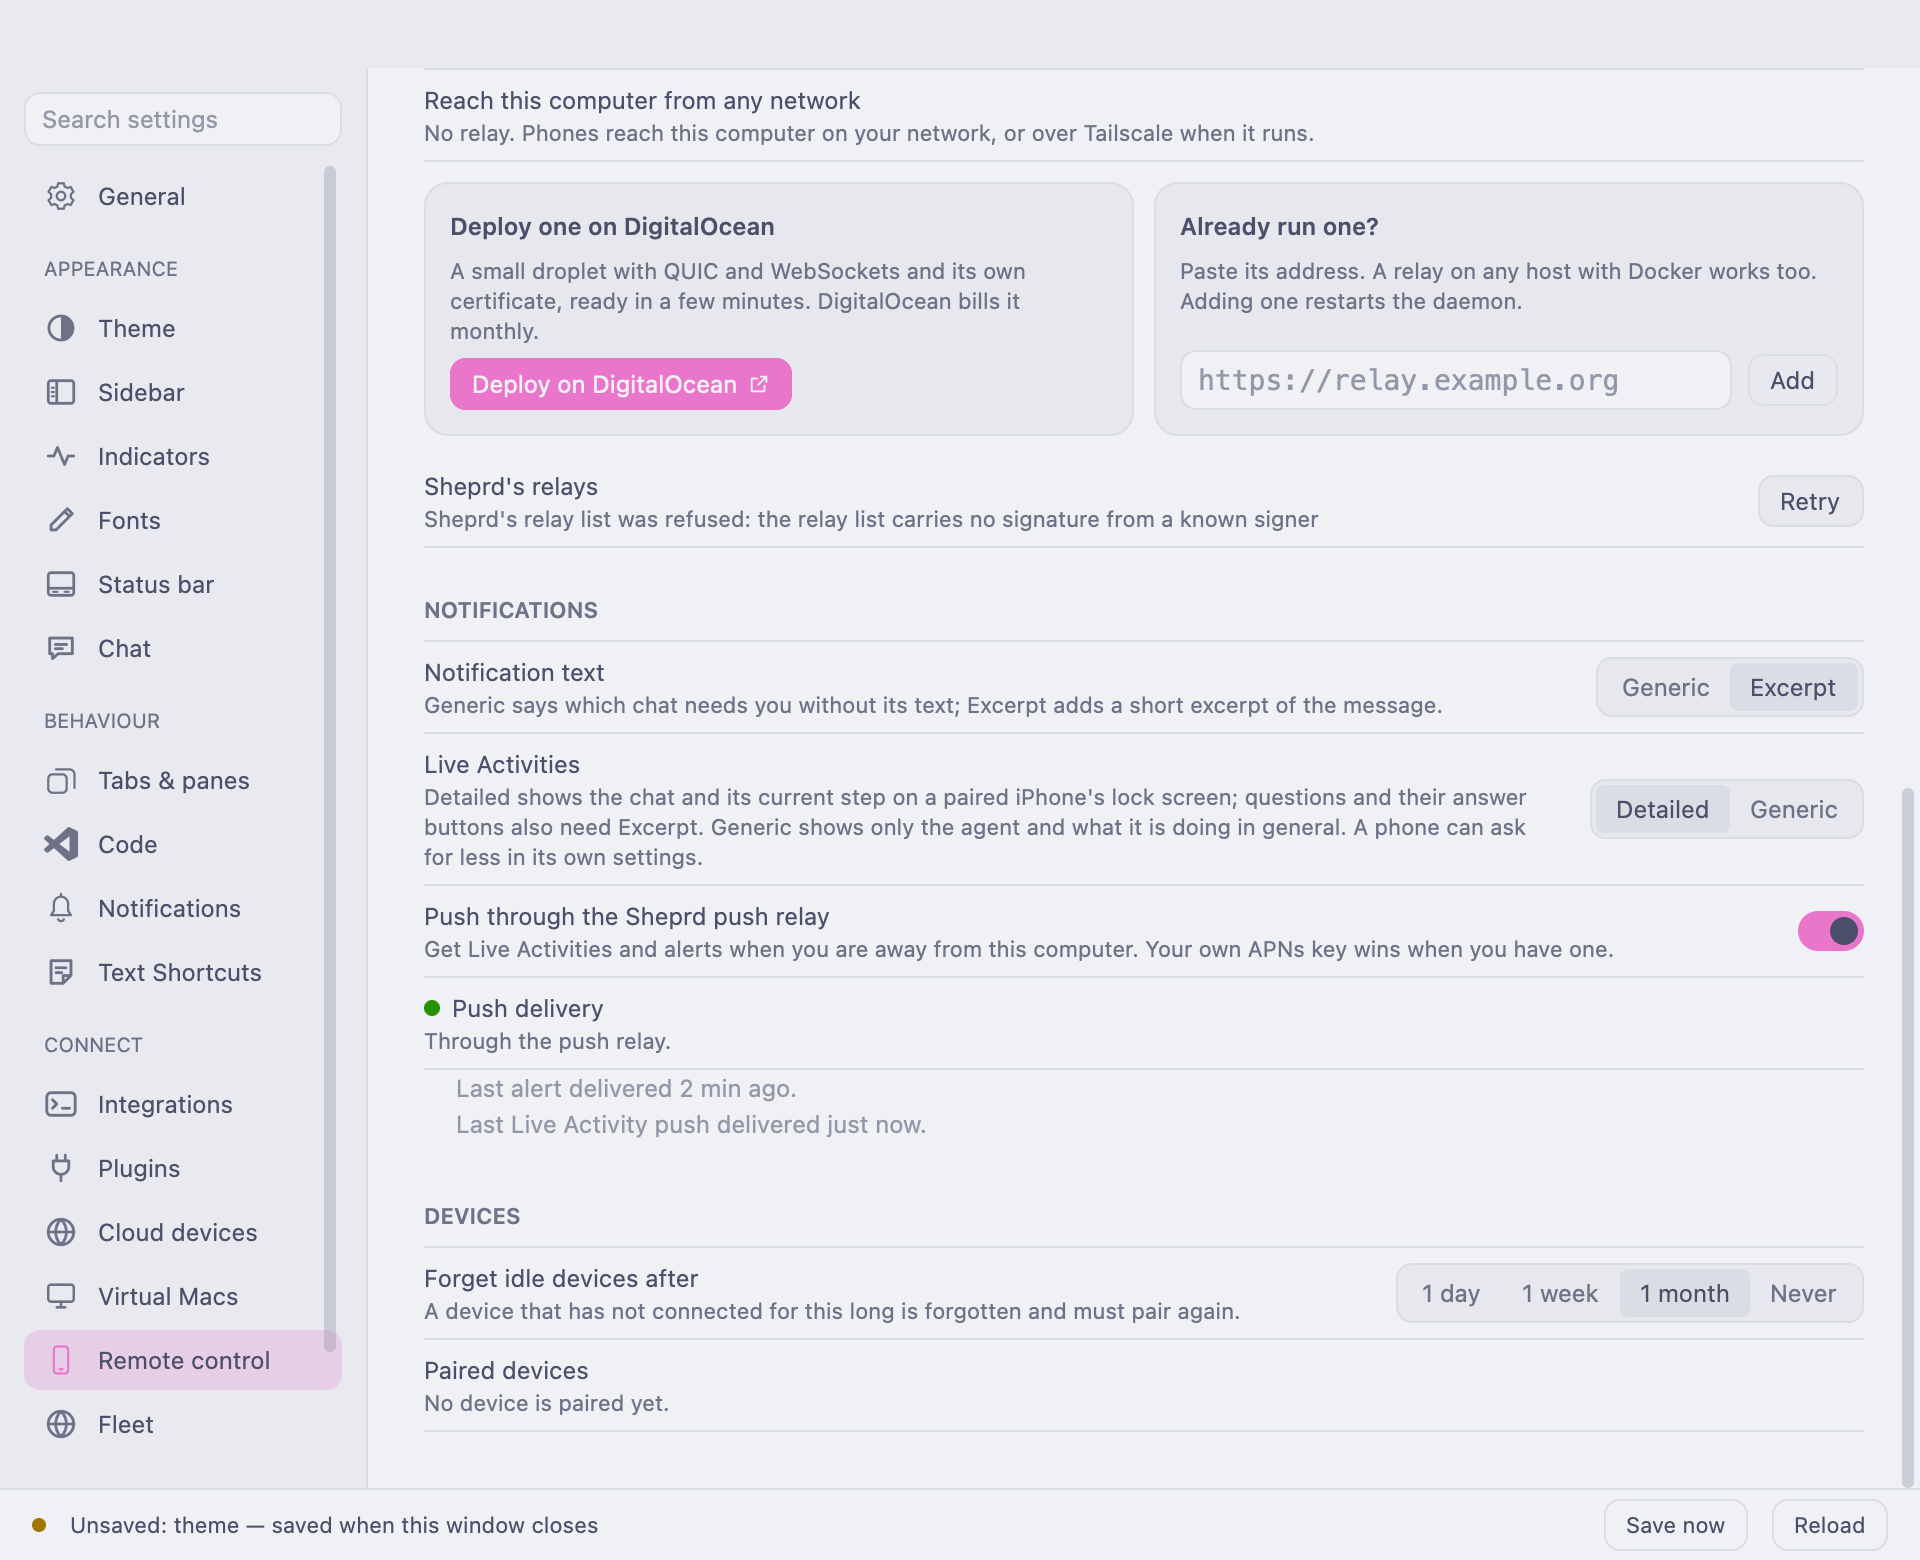 Search settings
General
APPEARANCE
Theme
Sidebar
Indicators
Fonts
Status bar
Chat
BEHAVIOUR
Tabs & panes
Code
Notifications
Text Shortcuts
CONNECT
Integrations
Plugins
Cloud devices
Virtual Macs
Remote control
Fleet
Reach this computer from any network
No relay. Phones reach this computer on your network, or over Tailscale when it runs.
Deploy one on DigitalOcean
A small droplet with QUIC and WebSockets and its own
certificate, ready in a few minutes. DigitalOcean bills it
monthly.
Deploy on DigitalOcean
Already run one?
Paste its address. A relay on any host with Docker works too.
Adding one restarts the daemon.
https://relay.example.org
Add
Sheprd's relays
Sheprd's relay list was refused: the relay list carries no signature from a known signer
Retry
NOTIFICATIONS
Notification text
Generic says which chat needs you without its text; Excerpt adds a short excerpt of the message.
Generic Excerpt
Live Activities
Detailed shows the chat and its current step on a paired iPhone's lock screen; questions and their answer
buttons also need Excerpt. Generic shows only the agent and what it is doing in general. A phone can ask
for less in its own settings.
Detailed Generic
Push through the Sheprd push relay
Get Live Activities and alerts when you are away from this computer. Your own APNs key wins when you have one.
Push delivery
Through the push relay.
Last alert delivered 2 min ago.
Last Live Activity push delivered just now.
DEVICES
Forget idle devices after
A device that has not connected for this long is forgotten and must pair again.
1 day 1 week 1 month Never
Paired devices
No device is paired yet.
Unsaved: theme — saved when this window closes
Save now
Reload